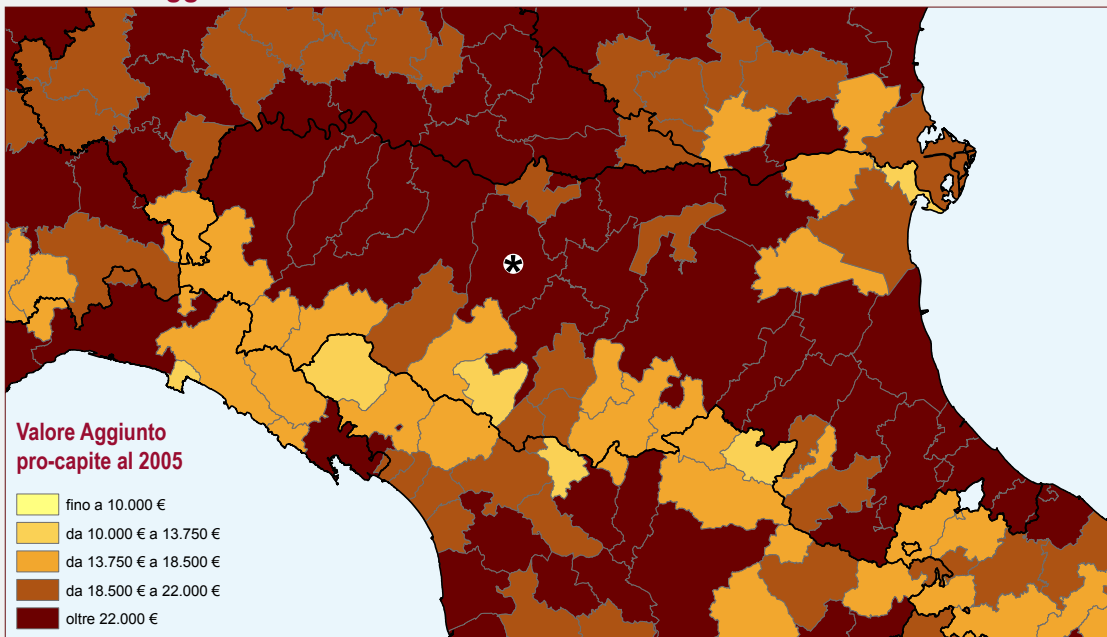 Valore Aggiunto
pro-capite al 2005
fino a 10.000 €
da 10.000 € a 13.750 €
da 13.750 € a 18.500 €
da 18.500 € a 22.000 €
oltre 22.000 €